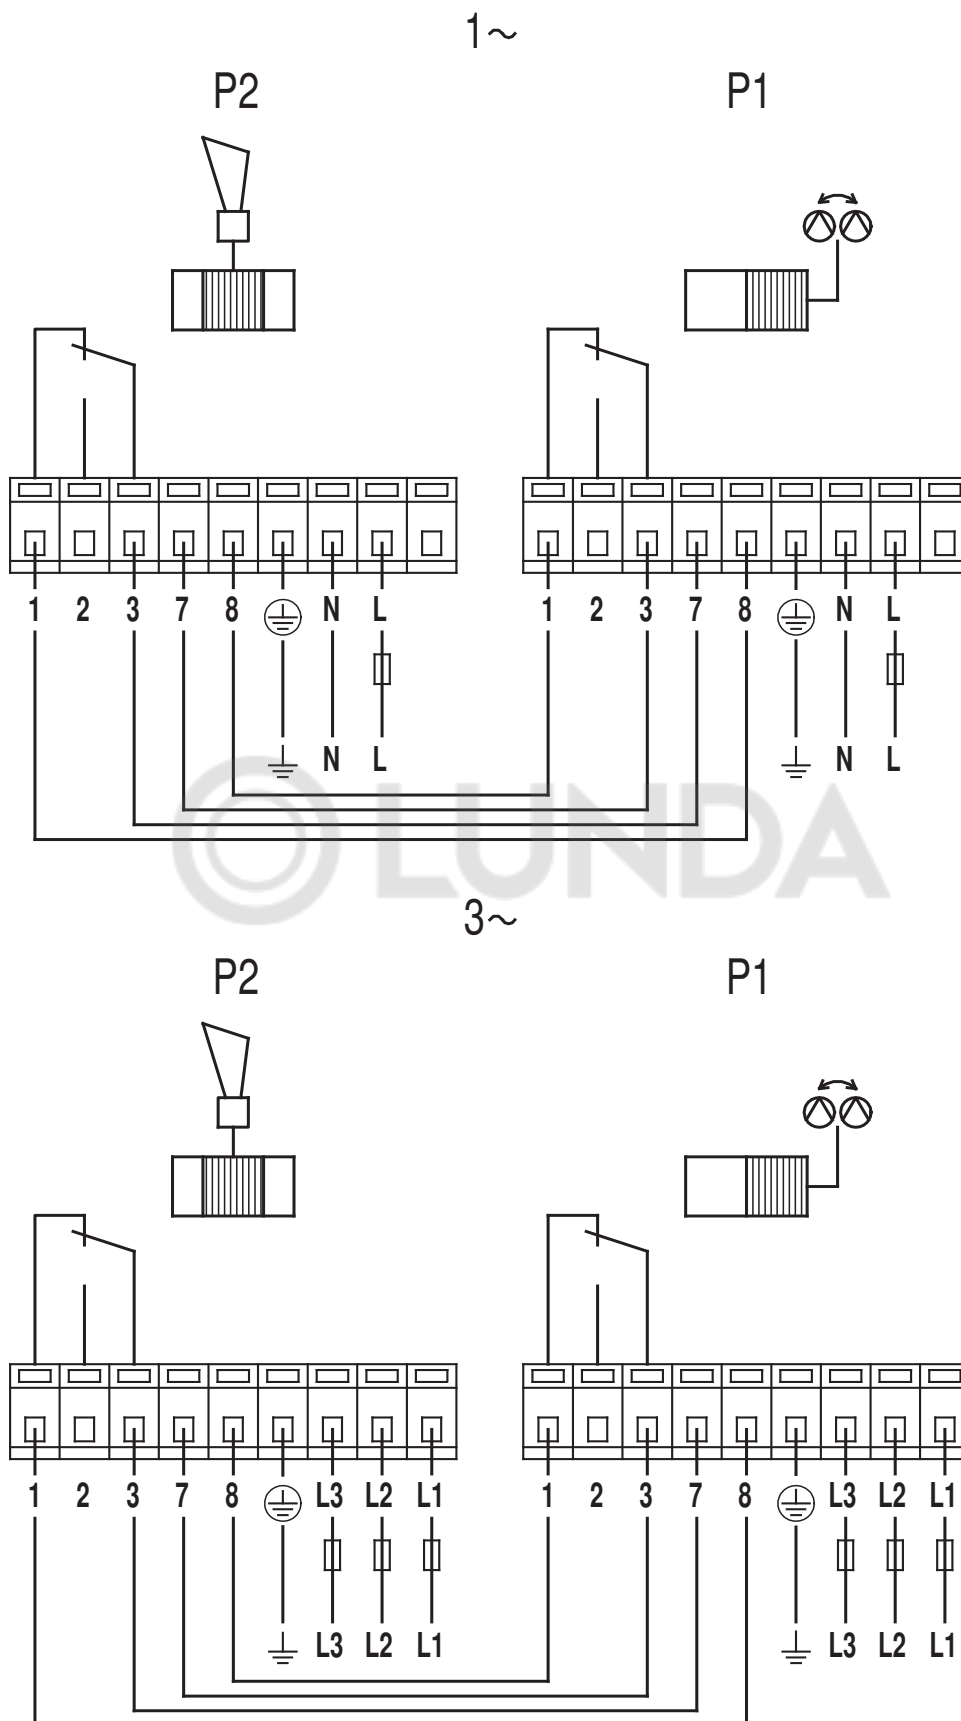 1~
P2 P1
1 2 3 7 8 N L 1 2 3 7 8 N L
N L N L
LUNDA
3~
P2 P1
1 2 3 7 8 L3 L2 L1 1 2 3 7 8 L3 L2 L1
L3 L2 L1 L3 L2 L1